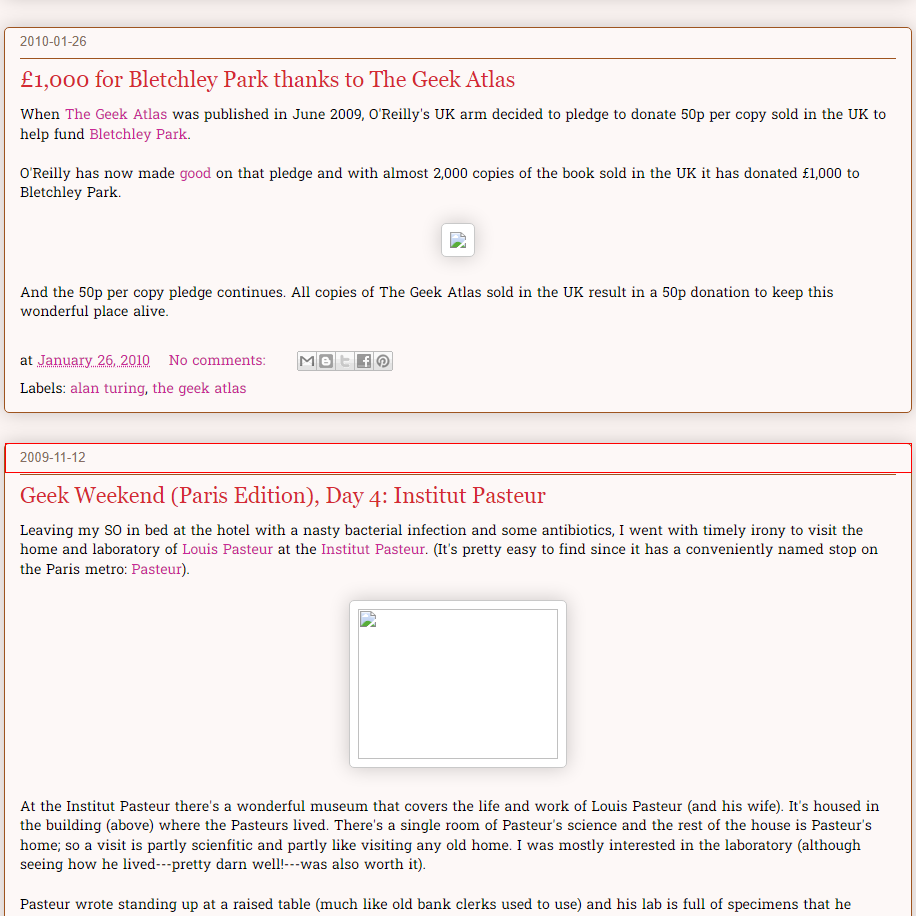 2010-01-26
£1,000 for Bletchley Park thanks to The Geek Atlas
When The Geek Atlas was published in June 2009, O'Reilly's UK arm decided to pledge to donate 50p per copy sold in the UK to
help fund Bletchley Park.
O'Reilly has now made good on that pledge and with almost 2,000 copies of the book sold in the UK it has donated £1,000 to
Bletchley Park.
And the 50p per copy pledge continues. All copies of The Geek Atlas sold in the UK result in a 50p donation to keep this
wonderful place alive.
at January 26, 2010 No comments:
Labels: alan turing, the geek atlas
2009-11-12
Geek Weekend (Paris Edition), Day 4: Institut Pasteur
Leaving my SO in bed at the hotel with a nasty bacterial infection and some antibiotics, I went with timely irony to visit the
home and laboratory of Louis Pasteur at the Institut Pasteur. (It's pretty easy to find since it has a conveniently named stop on
the Paris metro: Pasteur).
At the Institut Pasteur there's a wonderful museum that covers the life and work of Louis Pasteur (and his wife). It's housed in
the building (above) where the Pasteurs lived. There's a single room of Pasteur's science and the rest of the house is Pasteur's
home; so a visit is partly scienfitic and partly like visiting any old home. I was mostly interested in the laboratory (although
seeing how he lived---pretty darn well!---was also worth it).
Pasteur wrote standing up at a raised table (much like old bank clerks used to use) and his lab is full of specimens that he